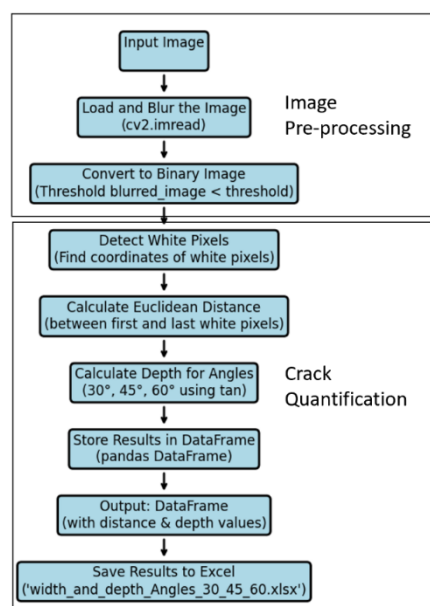 Input Image
Load and Blur the Image
(cv2.imread)
Image
Pre-processing
Convert to Binary Image
(Threshold blurred_image < threshold)
Detect White Pixels
(Find coordinates of white pixels)
Calculate Euclidean Distance
(between first and last white pixels)
Calculate Depth for Angles
(30°, 45°, 60° using tan)
Crack
Quantification
Store Results in DataFrame
(pandas DataFrame)
Output: DataFrame
(with distance & depth values)
Save Results to Excel
('width_and_depth_Angles_30_45_60.xlsx')